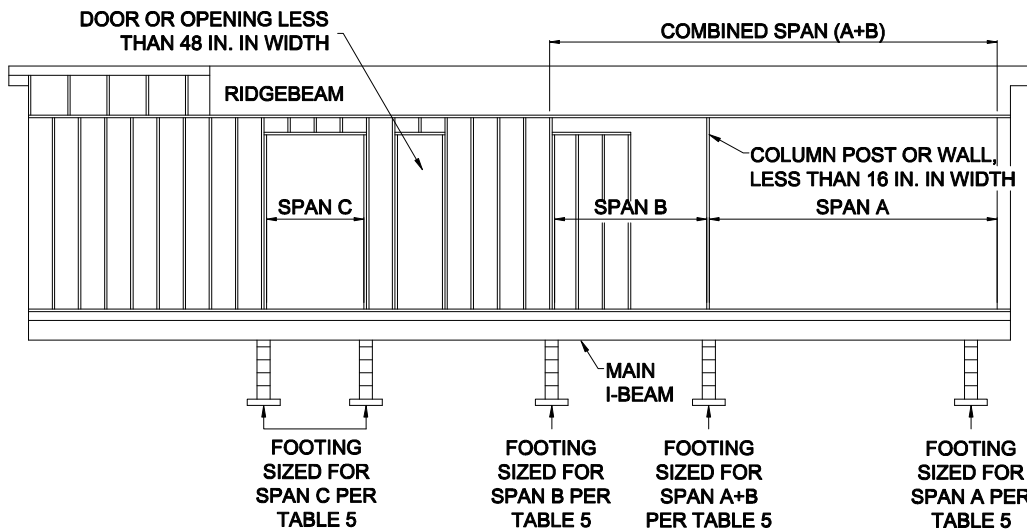 DOOR OR OPENING LESS
THAN 48 IN. IN WIDTH
COMBINED SPAN (A+B)
RIDGEBEAM
COLUMN POST OR WALL,
LESS THAN 16 IN. IN WIDTH
SPAN C
SPAN B
SPAN A
MAIN
I-BEAM
FOOTING
SIZED FOR
SPAN C PER
TABLE 5
FOOTING
SIZED FOR
SPAN B PER
TABLE 5
FOOTING
SIZED FOR
SPAN A+B
PER TABLE 5
FOOTING
SIZED FOR
SPAN A PER
TABLE 5